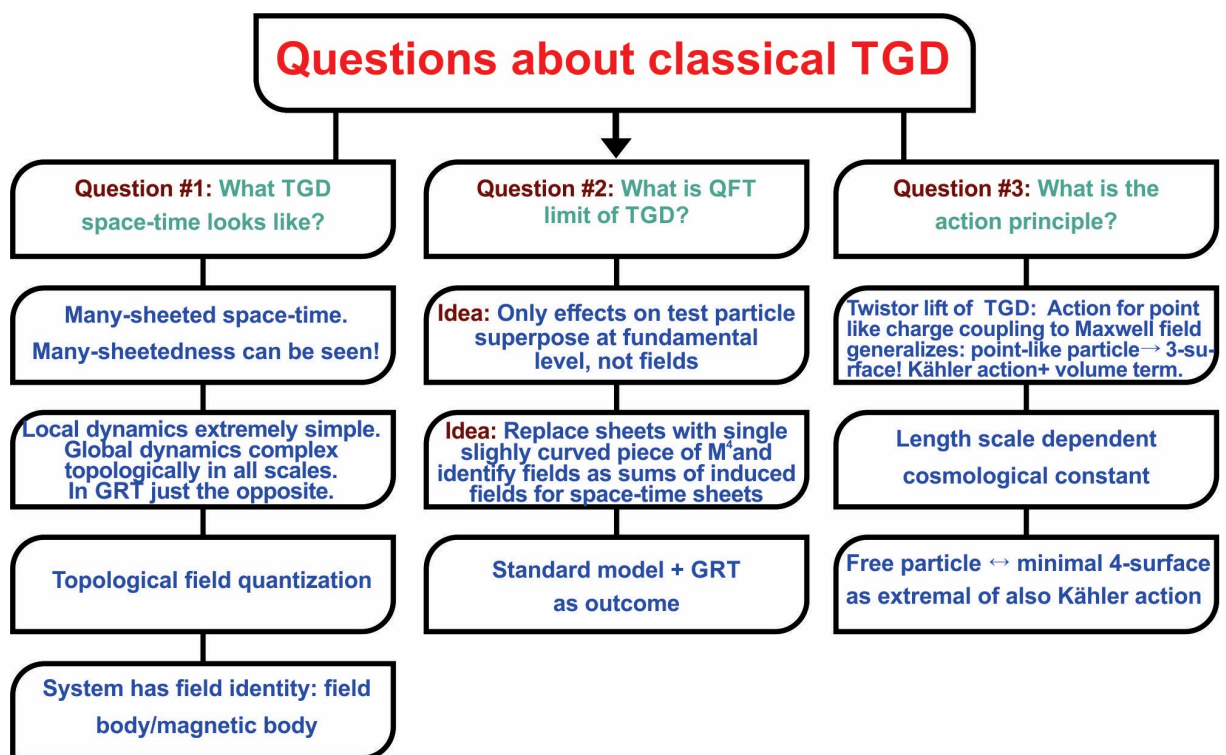 Questions about classical TGD
Question #1: What TGD
space-time looks like?
Many-sheeted space-time.
Many-sheetedness can be seen!
Local dynamics extremely simple.
Global dynamics complex
topologically in all scales.
In GRT just the opposite.
Topological field quantization
System has field identity: field
body/magnetic body
Question #2: What is QFT
limit of TGD?
Idea: Only effects on test particle
superpose at fundamental
level, not fields
Idea: Replace sheets with single
slighly curved piece of M⁴and
identify fields as sums of induced
fields for space-time sheets
Standard model + GRT
as outcome
Question #3: What is the
action principle?
Twistor lift of TGD: Action for point
like charge coupling to Maxwell field
generalizes: point-like particle→ 3-su-
rface! Kähler action+ volume term.
Length scale dependent
cosmological constant
Free particle ↔ minimal 4-surface
as extremal of also Kähler action